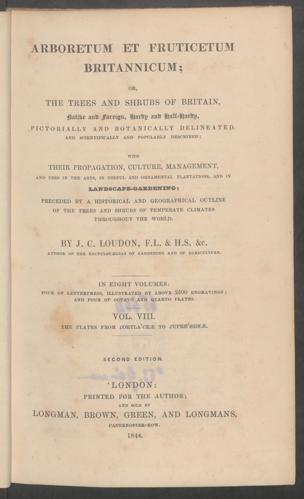 ARBORETUM ET FRUTICETUM
BRITANNICUM;
OR,
THE TREES AND SHRUBS OF BRITAIN,
Native and Foreign, Hardy and Half-Hardy,
PICTORIALLY AND BOTANICALLY DELINEATED,
AND SCIENTIFICALLY AND POPULARLY DESCRIBED;
WITH
THEIR PROPAGATION, CULTURE, MANAGEMENT,
AND USES IN THE ARTS, IN USEFUL AND ORNAMENTAL PLANTATIONS, AND IN
LANDSCAPE-GARDENING;
PRECEDED BY A HISTORICAL AND GEOGRAPHICAL OUTLINE
OF THE TREES AND SHRUBS OF TEMPERATE CLIMATES
THROUGHOUT THE WORLD.
BY J. C. LOUDON, F.L. & H.S. &c.
AUTHOR OF THE ENCYCLOPÆDIAS OF GARDENING AND OF AGRICULTURE.
IN EIGHT VOLUMES:
FOUR OF LETTERPRESS, ILLUSTRATED BY ABOVE 2500 ENGRAVINGS;
AND FOUR OF OCTAVO AND QUARTO PLATES.
VOL. VIII.
THE PLATES FROM TO
SECOND EDITION.
LONDON:
PRINTED FOR THE AUTHOR;
AND SOLD BY
LONGMAN, BROWN, GREEN, AND LONGMANS,
PATERNOSTER-ROW.
1844.